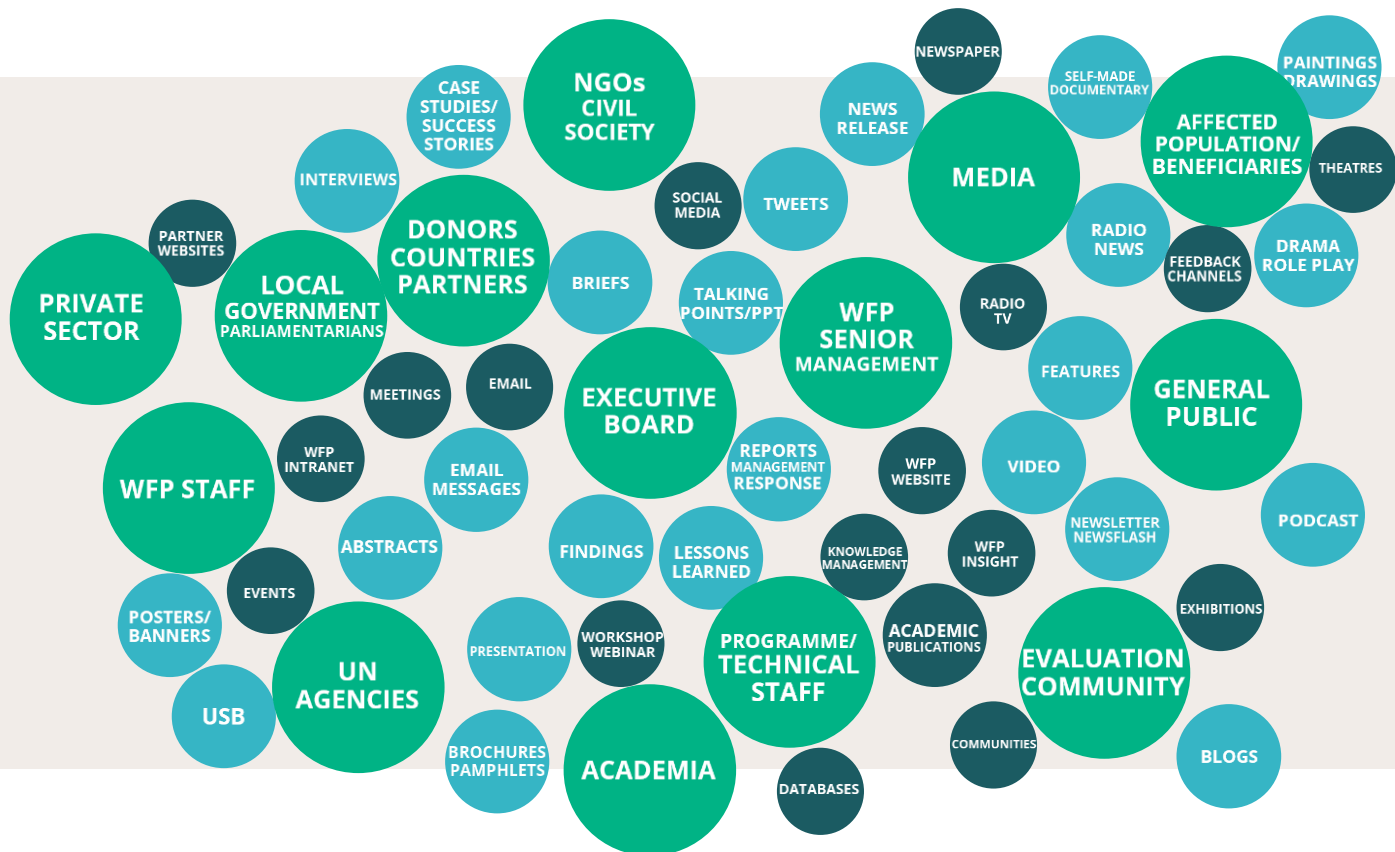 NEWSPAPER
PAINTINGS
DRAWINGS
SELF-MADE
DOCUMENTARY
NGOs
CIVIL
SOCIETY
CASE
STUDIES/
SUCCESS
STORIES
NEWS
RELEASE
AFFECTED
POPULATION/
BENEFICIARIES
THEATRES
INTERVIEWS
MEDIA
SOCIAL
MEDIA
TWEETS
PARTNER
WEBSITES
DONORS
COUNTRIES
PARTNERS
RADIO
NEWS
FEEDBACK
CHANNELS
DRAMA
ROLE PLAY
PRIVATE
SECTOR
LOCAL
GOVERNMENT
PARLIAMENTARIANS
BRIEFS
TALKING
POINTS/PPT
WFP
SENIOR
MANAGEMENT
RADIO
TV
MEETINGS
EMAIL
EXECUTIVE
BOARD
FEATURES
GENERAL
PUBLIC
WFP STAFF
WFP
INTRANET
EMAIL
MESSAGES
REPORTS
MANAGEMENT
RESPONSE
WFP
WEBSITE
VIDEO
ABSTRACTS
FINDINGS
LESSONS
LEARNED
KNOWLEDGE
MANAGEMENT
WFP
INSIGHT
NEWSLETTER
NEWSFLASH
PODCAST
EVENTS
POSTERS/
BANNERS
PRESENTATION
WORKSHOP
WEBINAR
PROGRAMME/
TECHNICAL
STAFF
ACADEMIC
PUBLICATIONS
EXHIBITIONS
UN
AGENCIES
EVALUATION
COMMUNITY
USB
BROCHURES
PAMPHLETS
ACADEMIA
DATABASES
COMMUNITIES
BLOGS